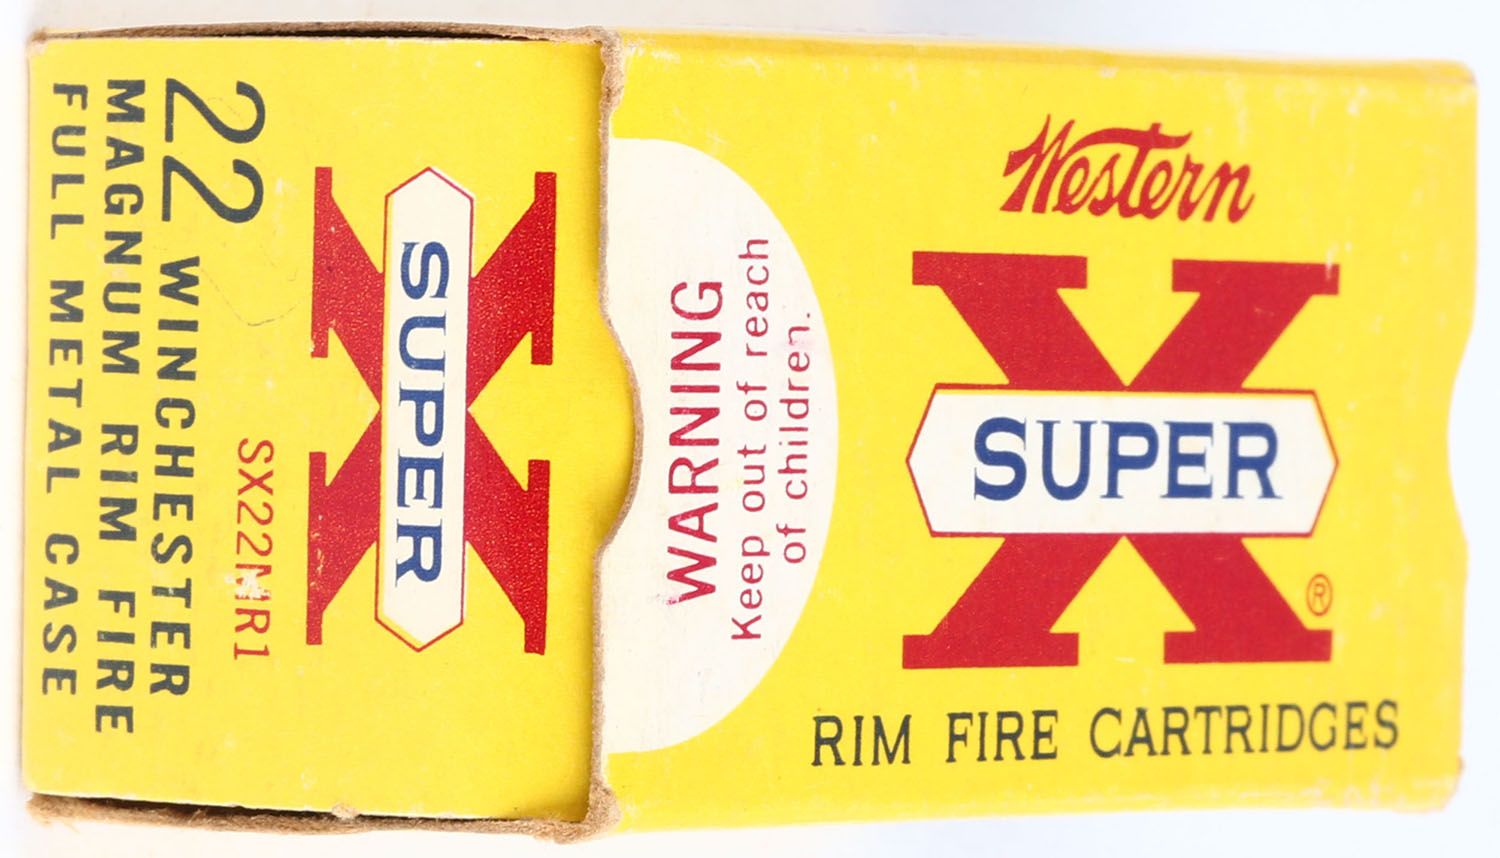 Western
X
SUPER
®
RIM FIRE CARTRIDGES
WARNING
Keep out of reach
of children.
X
SUPER
SX22MR1
22 WINCHESTER
MAGNUM RIM FIRE
FULL METAL CASE